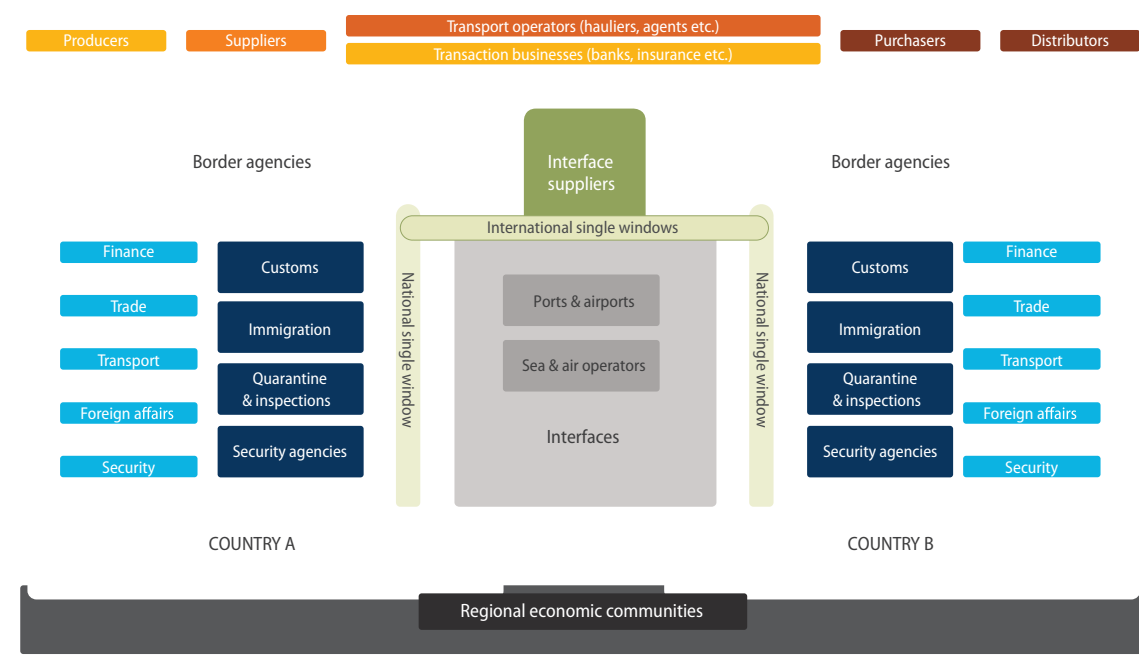 Producers
Suppliers
Transport operators (hauliers, agents etc.)
Transaction businesses (banks, insurance etc.)
Purchasers
Distributors
Border agencies
Interface
suppliers
Border agencies
International single windows
Finance
Trade
Transport
Foreign affairs
Security
Customs
Immigration
Quarantine
& inspections
Security agencies
National single window
Ports & airports
Sea & air operators
Interfaces
National single window
Customs
Immigration
Quarantine
& inspections
Security agencies
Finance
Trade
Transport
Foreign affairs
Security
COUNTRY A
COUNTRY B
Regional economic communities